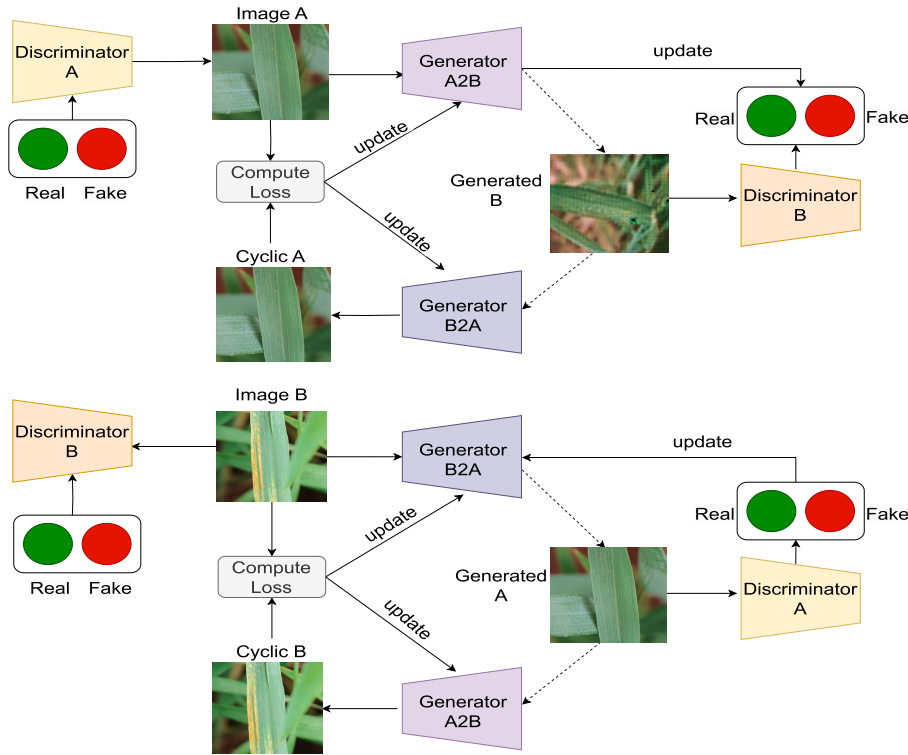 Image A
Discriminator
A
Generator
A2B
update
Real
Fake
Real Fake
update
Compute
Loss
Generated
B
Discriminator
B
update
Cyclic A
Generator
B2A
Image B
Discriminator
B
Generator
B2A
update
Real
Fake
Real Fake
update
Compute
Loss
Generated
A
Discriminator
A
update
Cyclic B
Generator
A2B